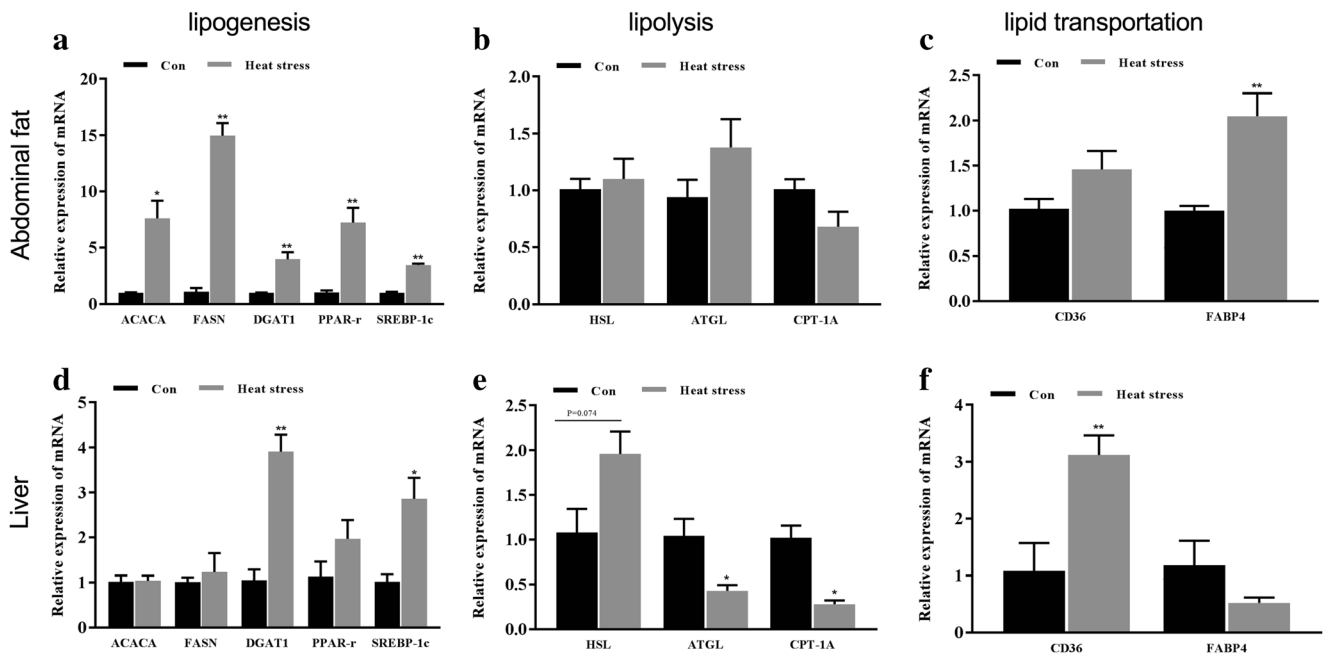 lipogenesis
lipolysis
lipid transportation
Abdominal fat
a
Con Heat stress
Relative expression of mRNA
20
15
10
5
0
* ** ** ** **
ACACA FASN DGAT1 PPAR-r SREBP-1c
b
Con Heat stress
Relative expression of mRNA
2.0
1.5
1.0
0.5
0.0
HSL ATGL CPT-1A
c
Con Heat stress
Relative expression of mRNA
2.5
2.0
1.5
1.0
0.5
0.0
**
CD36 FABP4
Liver
d
Con Heat stress
Relative expression of mRNA
5
4
3
2
1
0
** *
ACACA FASN DGAT1 PPAR-r SREBP-1c
e
Con Heat stress
Relative expression of mRNA
2.5
2.0
1.5
1.0
0.5
0.0
P=0.074
* *
HSL ATGL CPT-1A
f
Con Heat stress
Relative expression of mRNA
4
3
2
1
0
**
CD36 FABP4